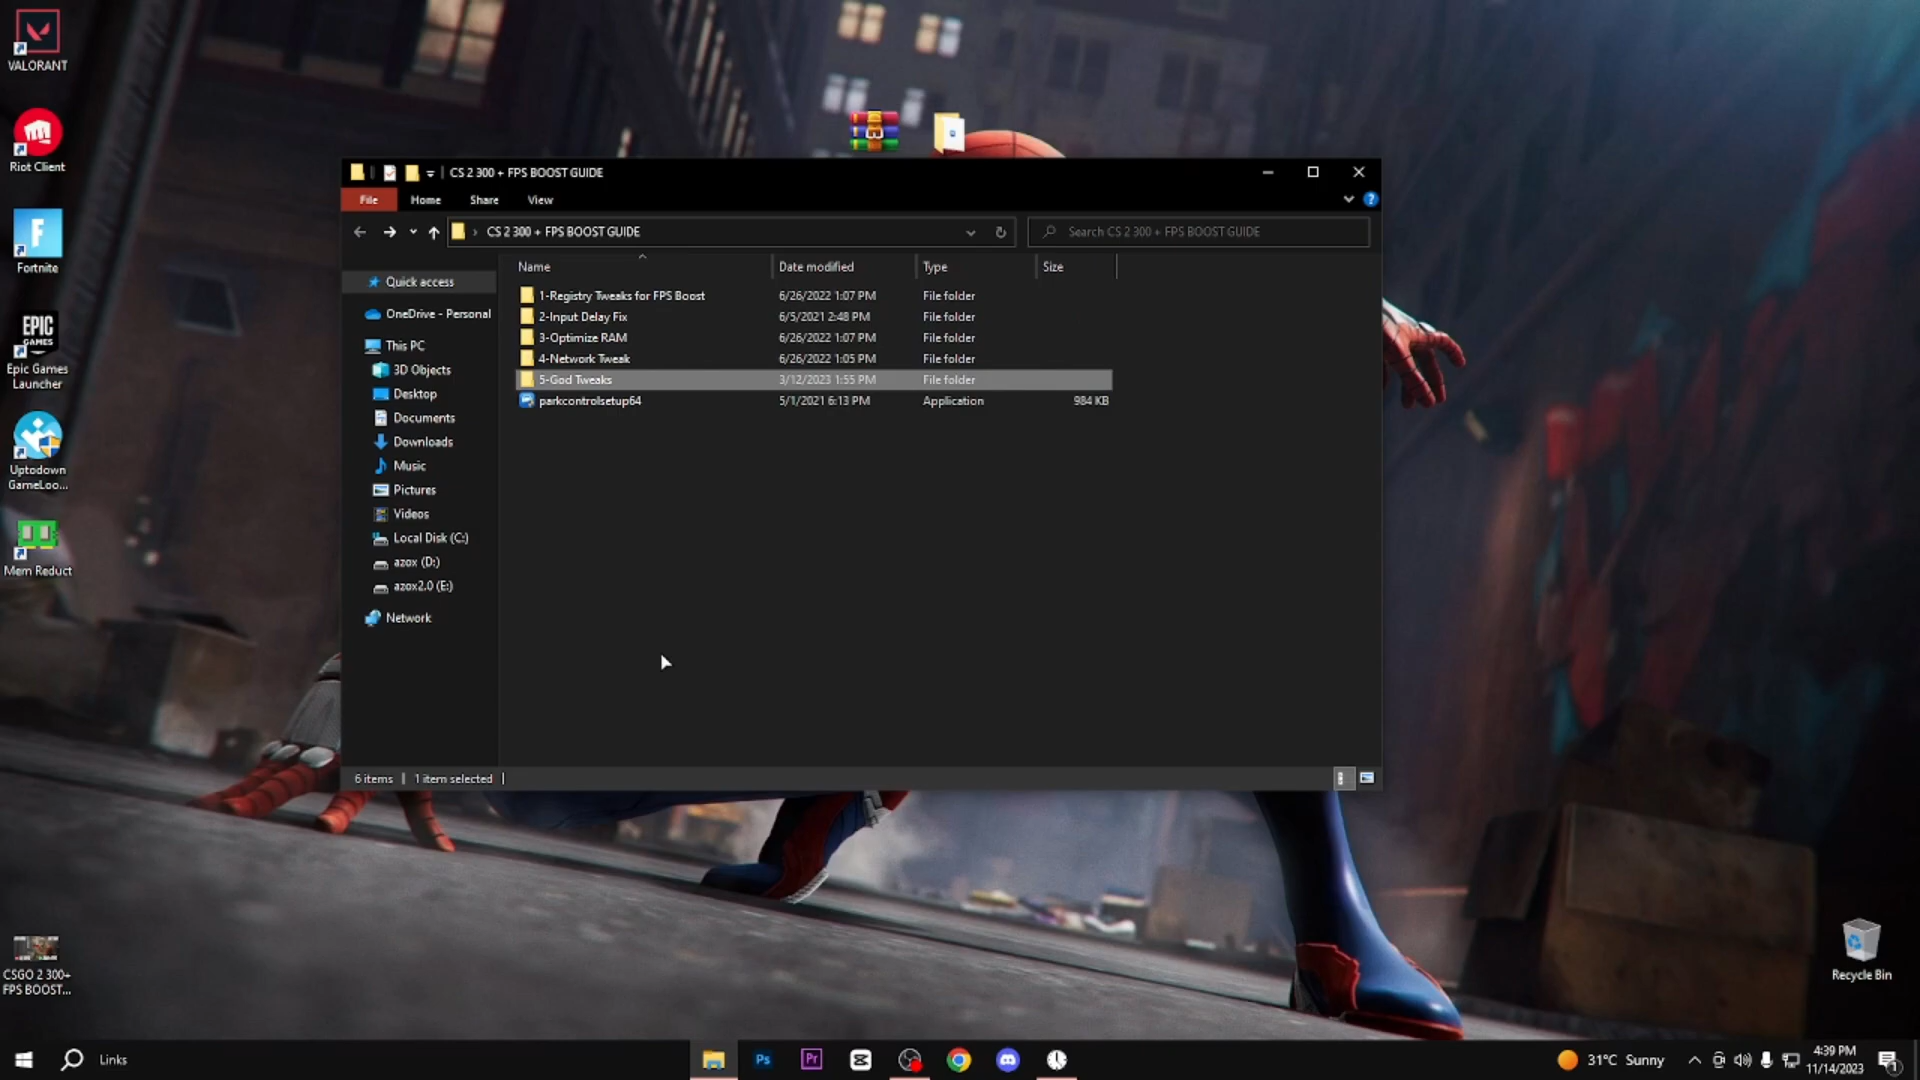 VALORANT
Riot Client
Fortnite
EPIC
GAMES
Epic Games
Launcher
Uptodown
GameLoo...
Mem Reduct
CSGO 2 300+
FPS BOOST...
CS 2 300 + FPS BOOST GUIDE
File Home Share View
CS 2 300 + FPS BOOST GUIDE
Search CS 2 300 + FPS BOOST GUIDE
Name Date modified Type Size
Quick access
OneDrive - Personal
This PC
3D Objects
Desktop
Documents
Downloads
Music
Pictures
Videos
Local Disk (C:)
azox (D:)
azox2.0 (E:)
Network
1-Registry Tweaks for FPS Boost 6/26/2022 1:07 PM File folder
2-Input Delay Fix 6/5/2021 2:48 PM File folder
3-Optimize RAM 6/26/2022 1:07 PM File folder
4-Network Tweak 6/26/2022 1:05 PM File folder
5-God Tweaks 3/12/2023 1:55 PM File folder
parkcontrolsetup64 5/1/2021 6:13 PM Application 984 KB
6 items 1 item selected
Recycle Bin
Links
Ps
Pr
31°C Sunny
4:39 PM
11/14/2023
1